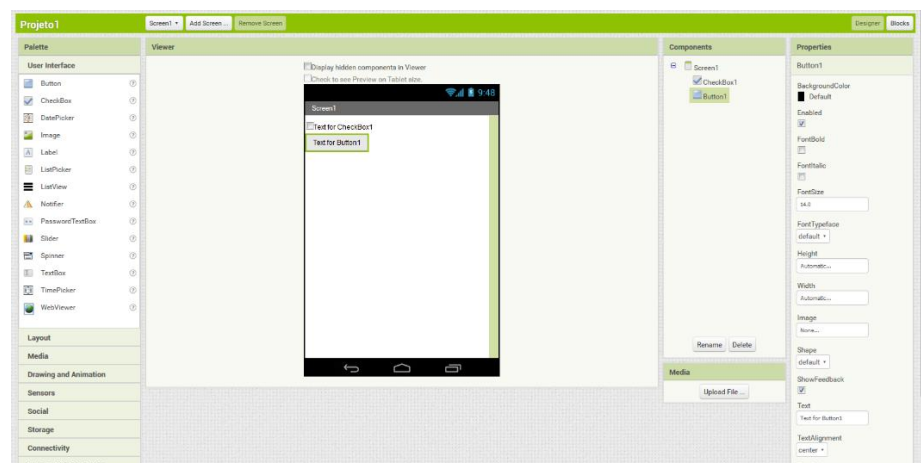 Projeto1
Screen1
Add Screen ...
Remove Screen
Designer
Blocks
Palette
User Interface
Button
CheckBox
DatePicker
Image
Label
ListPicker
ListView
Notifier
PasswordTextBox
Slider
Spinner
TextBox
TimePicker
WebViewer
Layout
Media
Drawing and Animation
Sensors
Social
Storage
Connectivity
Viewer
Display hidden components in Viewer
Check to see Preview on Tablet size.
9:48
Screen1
Text for CheckBox1
Text for Button1
Components
Screen1
CheckBox1
Button1
Rename
Delete
Media
Upload File ...
Properties
Button1
BackgroundColor
Default
Enabled
FontBold
FontItalic
FontSize
14.0
FontTypeface
default
Height
Automatic...
Width
Automatic...
Image
None...
Shape
default
ShowFeedback
Text
Text for Button1
TextAlignment
center